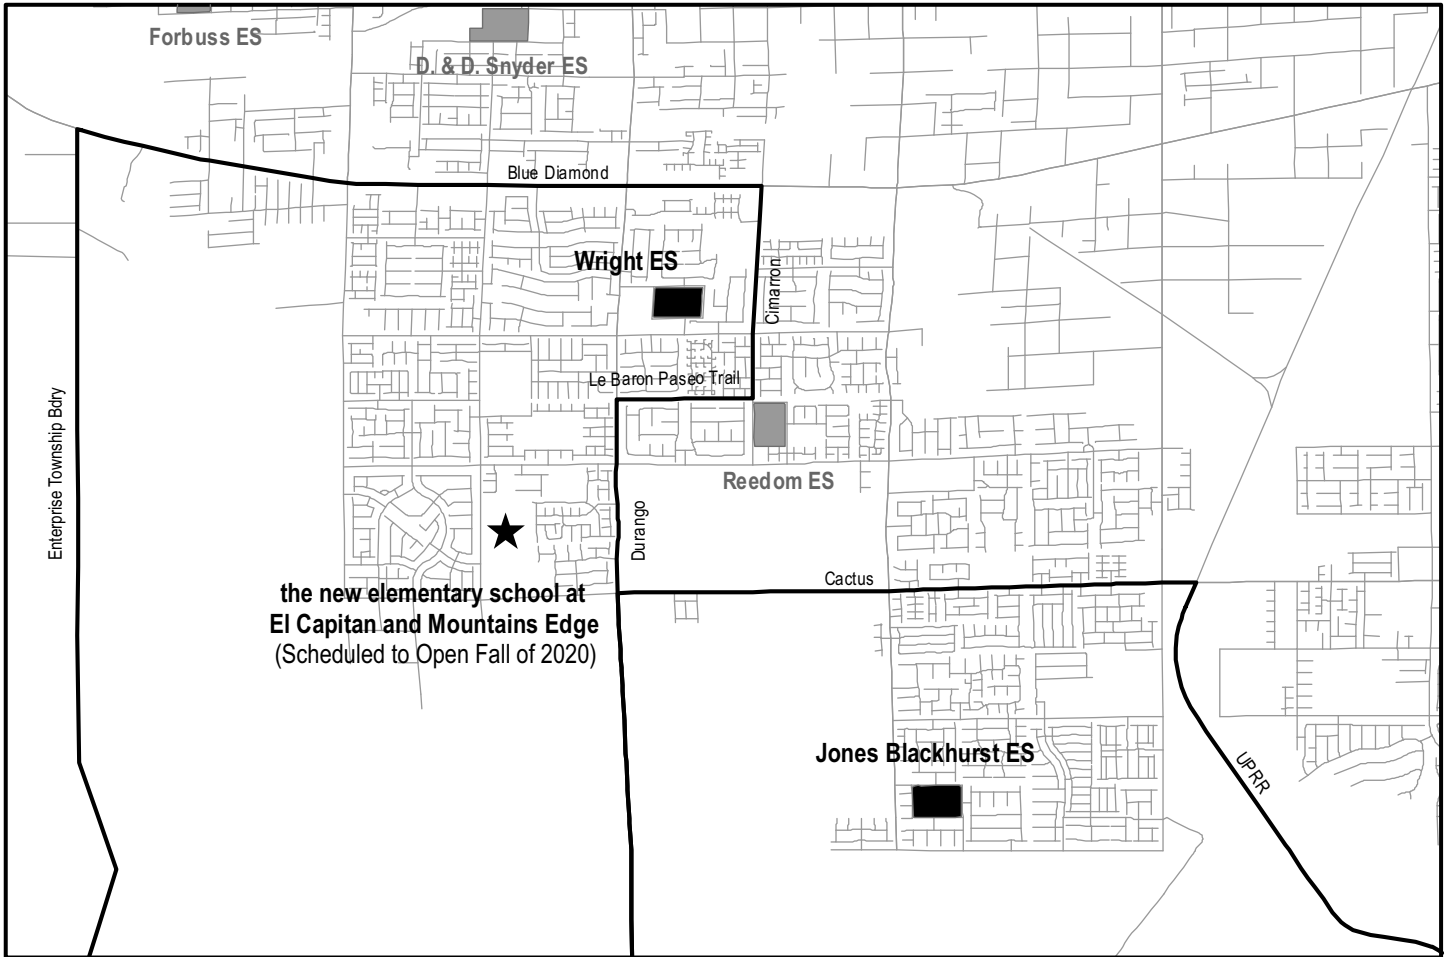 Forbuss ES
D. & D. Snyder ES
Blue Diamond
Wright ES
Cimarron
Le Baron Paseo Trail
Enterprise Township Bdry
Reedom ES
Durango
Cactus
the new elementary school at
El Capitan and Mountains Edge
(Scheduled to Open Fall of 2020)
Jones Blackhurst ES
UPRR